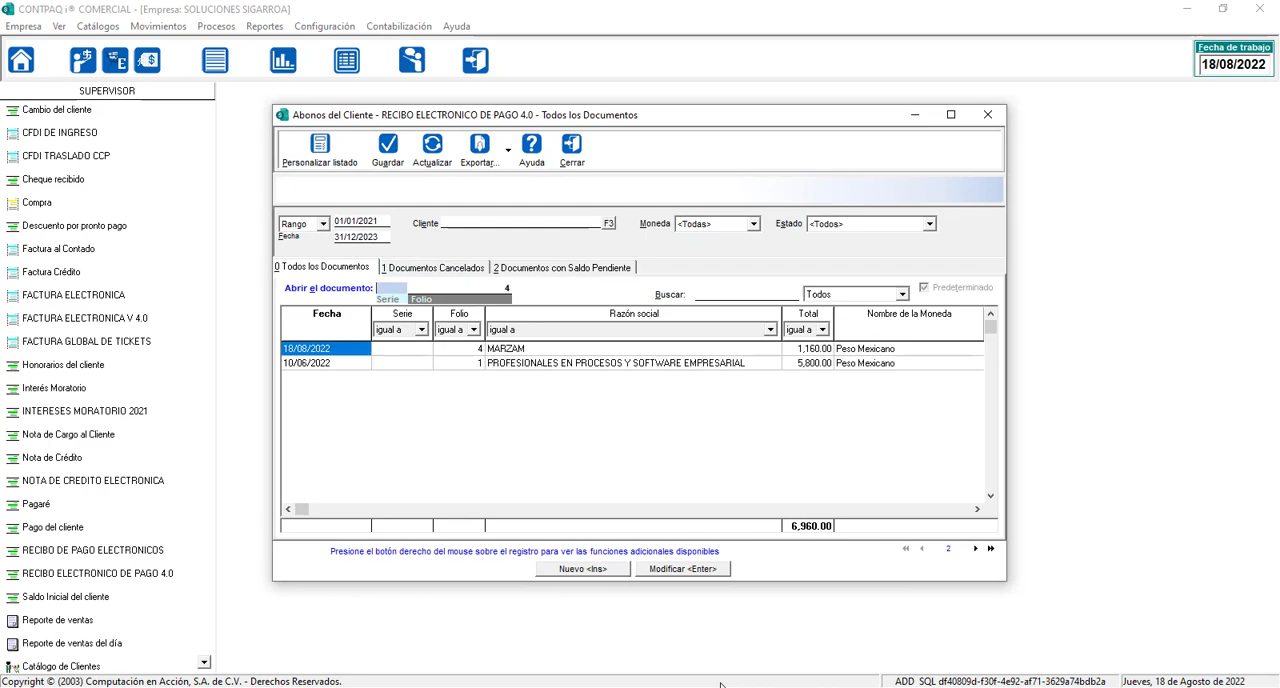 CONTPAQ i® COMERCIAL - [Empresa: SOLUCIONES SIGARROA]
Empresa Ver Catálogos Movimientos Procesos Reportes Configuración Contabilización Ayuda
Fecha de trabajo
18/08/2022
SUPERVISOR
Cambio del cliente
CFDI DE INGRESO
CFDI TRASLADO CCP
Cheque recibido
Compra
Descuento por pronto pago
Factura al Contado
Factura Crédito
FACTURA ELECTRONICA
FACTURA ELECTRONICA V 4.0
FACTURA GLOBAL DE TICKETS
Honorarios del cliente
Interés Moratorio
INTERESES MORATORIO 2021
Nota de Cargo al Cliente
Nota de Crédito
NOTA DE CREDITO ELECTRONICA
Pagaré
Pago del cliente
RECIBO DE PAGO ELECTRONICOS
RECIBO ELECTRONICO DE PAGO 4.0
Saldo Inicial del cliente
Reporte de ventas
Reporte de ventas del día
Catálogo de Clientes
Abonos del Cliente - RECIBO ELECTRONICO DE PAGO 4.0 - Todos los Documentos
Personalizar listado Guardar Actualizar Exportar... Ayuda Cerrar
Rango 01/01/2021 Cliente F3 Moneda <Todas> Estado <Todos>
Fecha 31/12/2023
0 Todos los Documentos 1 Documentos Cancelados 2 Documentos con Saldo Pendiente
Abrir el documento: 4
Serie Folio
Buscar: Todos Predeterminado
Fecha Serie Folio Razón social Total Nombre de la Moneda
igual a igual a igual a igual a
18/08/2022 4 MARZAM 1,160.00 Peso Mexicano
10/06/2022 1 PROFESIONALES EN PROCESOS Y SOFTWARE EMPRESARIAL 5,800.00 Peso Mexicano
6,960.00
Presione el botón derecho del mouse sobre el registro para ver las funciones adicionales disponibles
2
Nuevo <Ins> Modificar <Enter>
Copyright © (2003) Computación en Acción, S.A. de C.V. - Derechos Reservados.
ADD SQL df40809d-f30f-4e92-af71-3629a74bdb2a
Jueves, 18 de Agosto de 2022